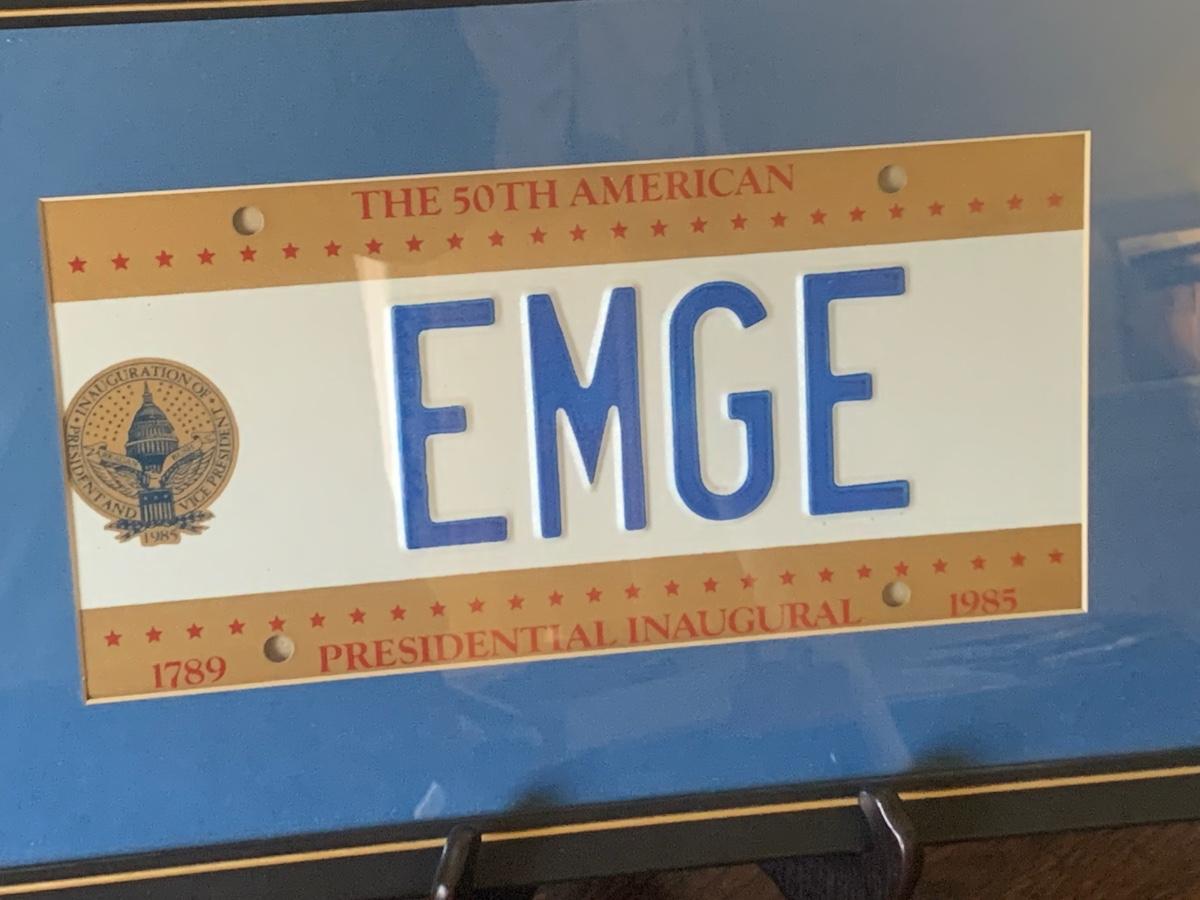 THE 50TH AMERICAN
EMGE
INAUGURATION OF
PRESIDENT AND VICE PRESIDENT
1985
PRESIDENTIAL INAUGURAL
1789
1985